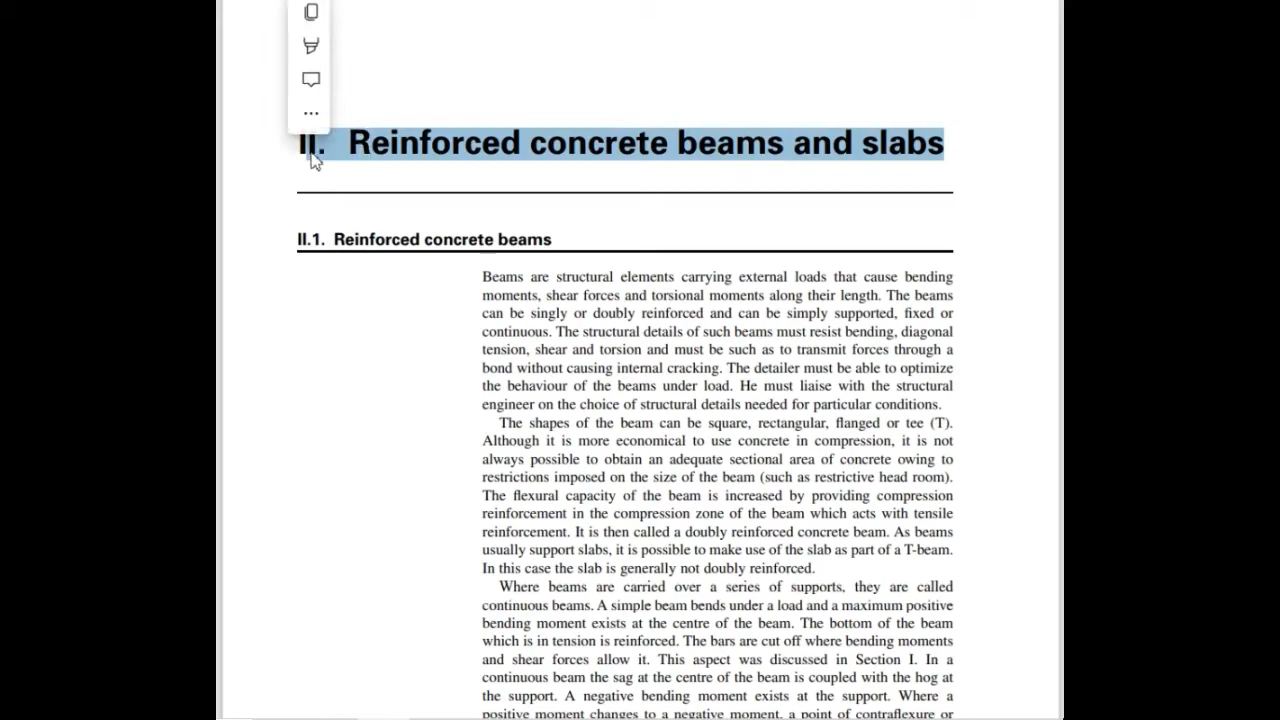 II. Reinforced concrete beams and slabs
II.1. Reinforced concrete beams
Beams are structural elements carrying external loads that cause bending
moments, shear forces and torsional moments along their length. The beams
can be singly or doubly reinforced and can be simply supported, fixed or
continuous. The structural details of such beams must resist bending, diagonal
tension, shear and torsion and must be such as to transmit forces through a
bond without causing internal cracking. The detailer must be able to optimize
the behaviour of the beams under load. He must liaise with the structural
engineer on the choice of structural details needed for particular conditions.
The shapes of the beam can be square, rectangular, flanged or tee (T).
Although it is more economical to use concrete in compression, it is not
always possible to obtain an adequate sectional area of concrete owing to
restrictions imposed on the size of the beam (such as restrictive head room).
The flexural capacity of the beam is increased by providing compression
reinforcement in the compression zone of the beam which acts with tensile
reinforcement. It is then called a doubly reinforced concrete beam. As beams
usually support slabs, it is possible to make use of the slab as part of a T-beam.
In this case the slab is generally not doubly reinforced.
Where beams are carried over a series of supports, they are called
continuous beams. A simple beam bends under a load and a maximum positive
bending moment exists at the centre of the beam. The bottom of the beam
which is in tension is reinforced. The bars are cut off where bending moments
and shear forces allow it. This aspect was discussed in Section I. In a
continuous beam the sag at the centre of the beam is coupled with the hog at
the support. A negative bending moment exists at the support. Where a
positive moment changes to a negative moment, a point of contraflexure or